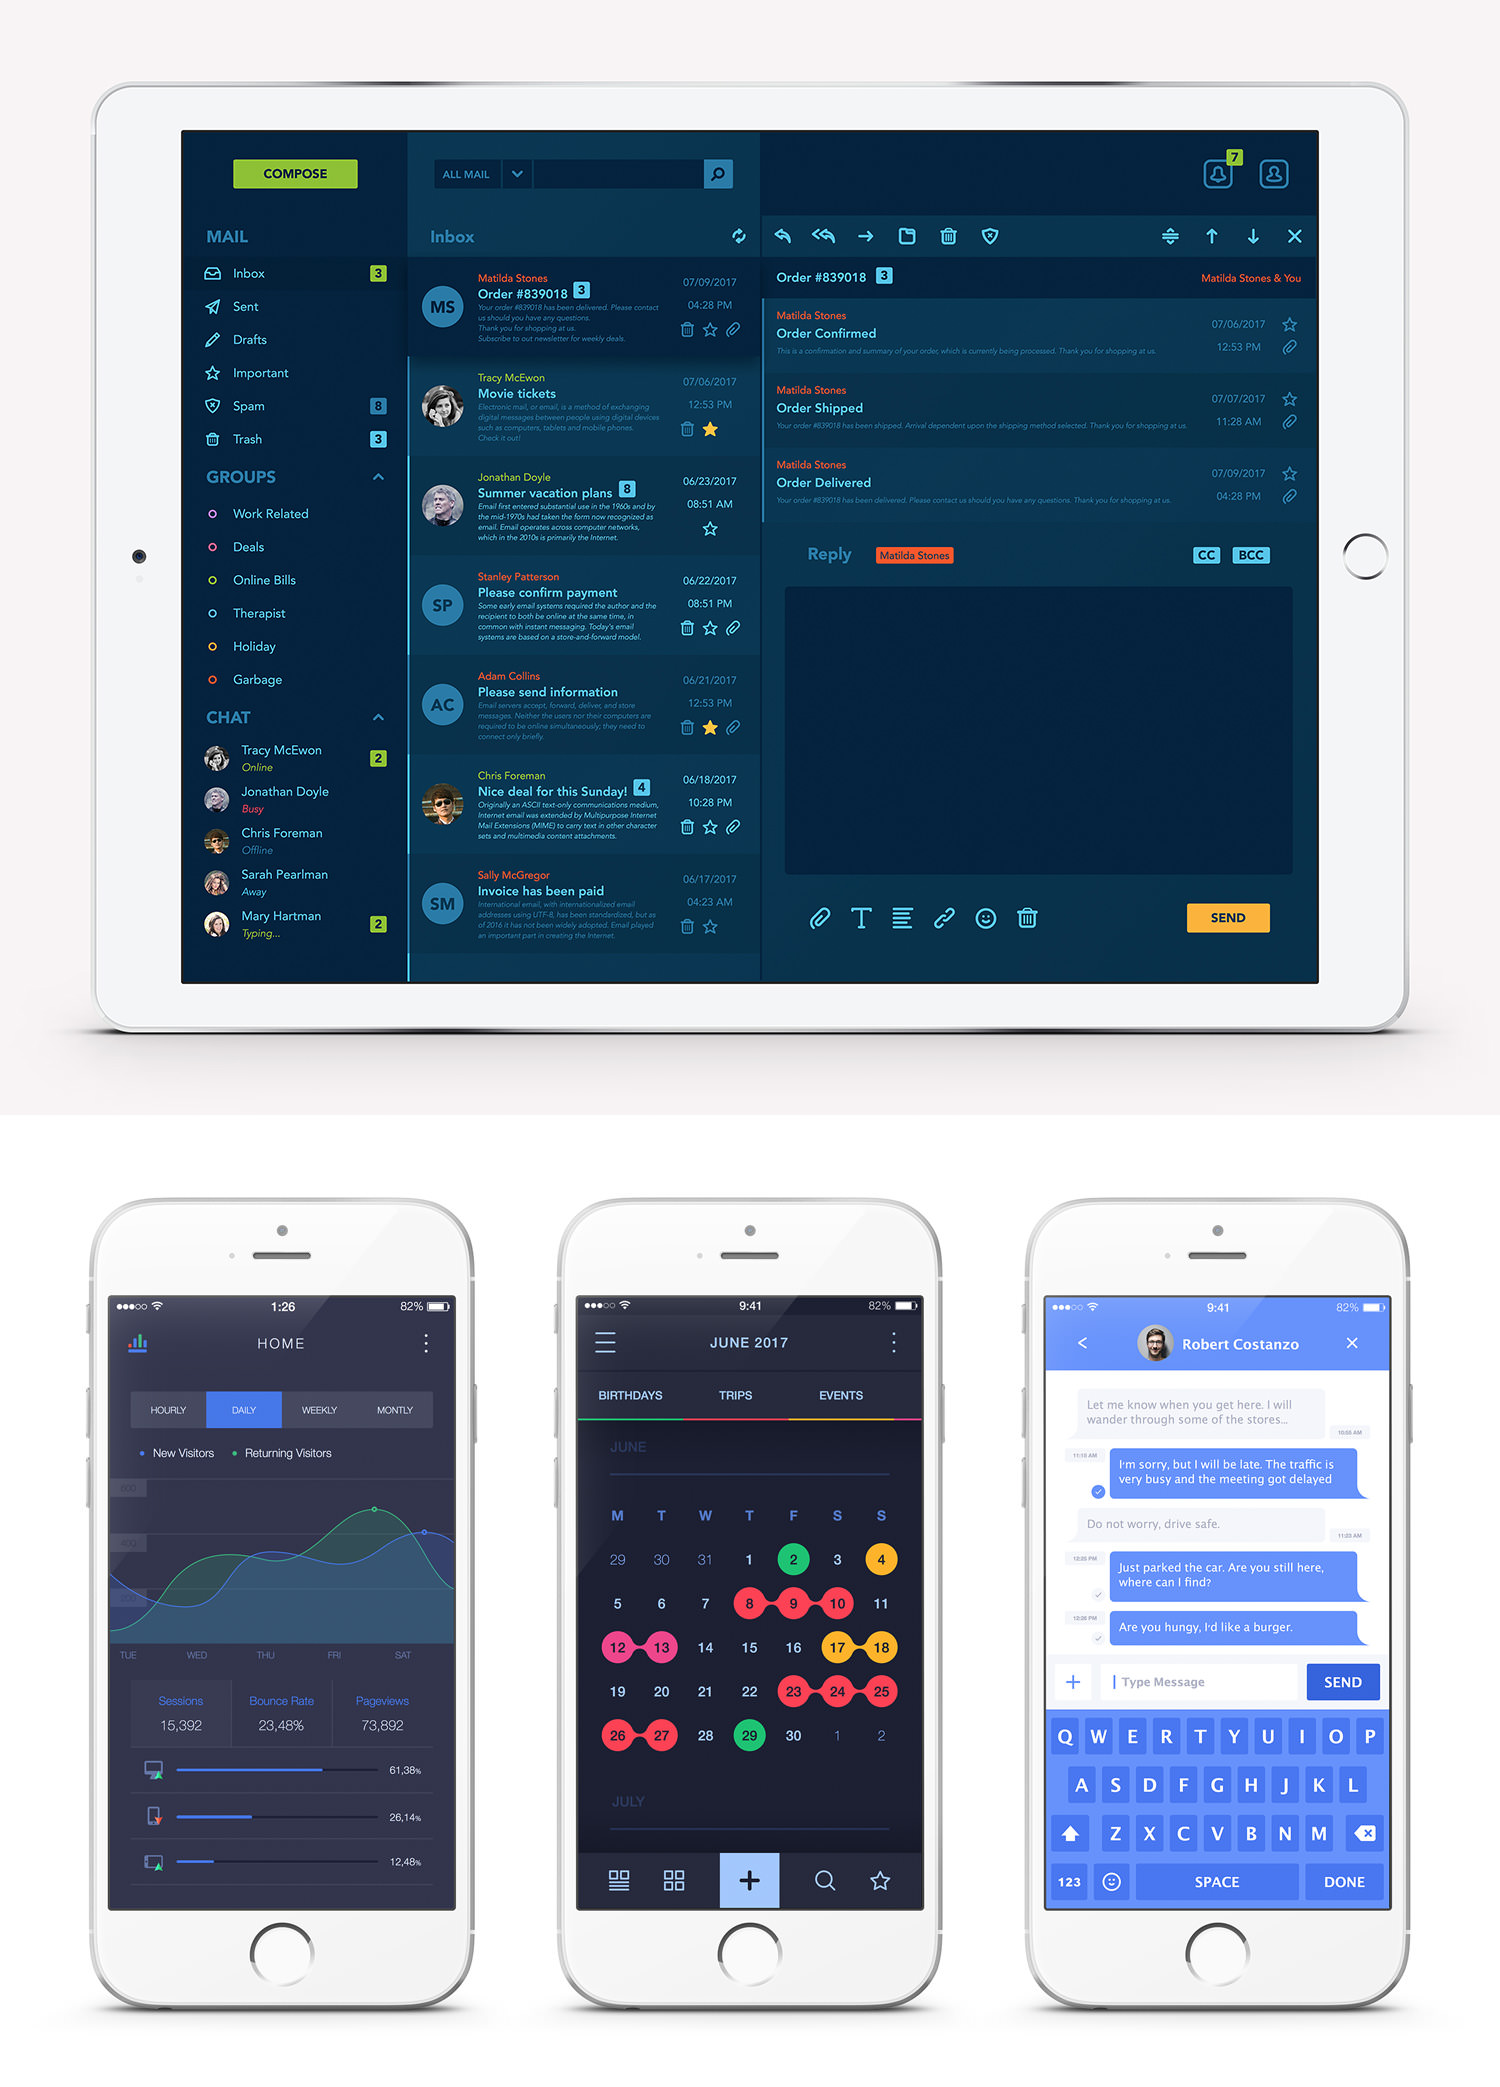 COMPOSE
MAIL
Inbox 3
Sent
Drafts
Important
Spam 8
Trash 3
GROUPS
Work Related
Deals
Online Bills
Therapist
Holiday
Garbage
CHAT
Tracy McEwon 2
Online
Jonathan Doyle
Busy
Chris Foreman
Offline
Sarah Pearlman
Away
Mary Hartman 2
Typing...
ALL MAIL
Inbox
MS
Matilda Stones
Order #839018 3
Your order #839018 has been delivered. Please contact
us should you have any questions.
Thank you for shopping at us.
Subscribe to out newsletter for weekly deals.
07/09/2017
04:28 PM
Tracy McEwon
Movie tickets
Electronic mail, or email, is a method of exchanging
digital messages between people using digital devices
such as computers, tablets and mobile phones.
Check it out!
07/06/2017
12:53 PM
Jonathan Doyle
Summer vacation plans 8
Email first entered substantial use in the 1960s and by
the mid-1970s had taken the form now recognized as
email. Email operates across computer networks,
which in the 2010s is primarily the Internet.
06/23/2017
08:51 AM
SP
Stanley Patterson
Please confirm payment
Some early email systems required the author and the
recipient to both be online at the same time, in
common with instant messaging. Today's email
systems are based on a store-and-forward model.
06/22/2017
08:51 PM
AC
Adam Collins
Please send information
Email servers accept, forward, deliver, and store
messages. Neither the users nor their computers are
required to be online simultaneously; they need to
connect only briefly.
06/21/2017
12:53 PM
Chris Foreman
Nice deal for this Sunday! 4
Originally an ASCII text-only communications medium,
Internet email was extended by Multipurpose Internet
Mail Extensions (MIME) to carry text in other character
sets and multimedia content attachments.
06/18/2017
10:28 PM
SM
Sally McGregor
Invoice has been paid
International email, with internationalized email
addresses using UTF-8, has been standardized, but as
of 2016 it has not been widely adopted. Email played
an important part in creating the Internet.
06/17/2017
04:23 AM
7
Order #839018 3
Matilda Stones & You
Matilda Stones
Order Confirmed
This is a confirmation and summary of your order, which is currently being processed. Thank you for shopping at us.
07/06/2017
12:53 PM
Matilda Stones
Order Shipped
Your order #839018 has been shipped. Arrival dependent upon the shipping method selected. Thank you for shopping at us.
07/07/2017
11:28 AM
Matilda Stones
Order Delivered
Your order #839018 has been delivered. Please contact us should you have any questions. Thank you for shopping at us.
07/09/2017
04:28 PM
Reply Matilda Stones CC BCC
SEND
1:26 82%
HOME
HOURLY DAILY WEEKLY MONTLY
New Visitors Returning Visitors
600
400
200
TUE WED THU FRI SAT
Sessions Bounce Rate Pageviews
15,392 23,48% 73,892
61,38%
26,14%
12,48%
9:41 82%
JUNE 2017
BIRTHDAYS TRIPS EVENTS
JUNE
M T W T F S S
29 30 31 1 2 3 4
5 6 7 8 9 10 11
12 13 14 15 16 17 18
19 20 21 22 23 24 25
26 27 28 29 30 1 2
JULY
9:41 82%
< Robert Costanzo
Let me know when you get here. I will
wander through some of the stores...
10:55 AM
11:15 AM
I'm sorry, but I will be late. The traffic is
very busy and the meeting got delayed
Do not worry, drive safe.
11:23 AM
12:25 PM
Just parked the car. Are you still here,
where can I find?
12:26 PM
Are you hungy, I'd like a burger.
+ Type Message SEND
Q W E R T Y U I O P
A S D F G H J K L
Z X C V B N M
123 SPACE DONE